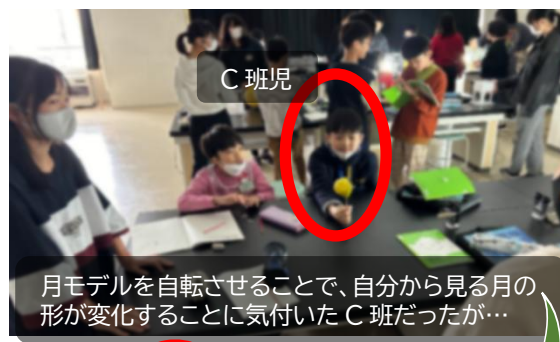 C 班児
月モデルを自転させることで、自分から見る月の
形が変化することに気付いた C 班だったが…